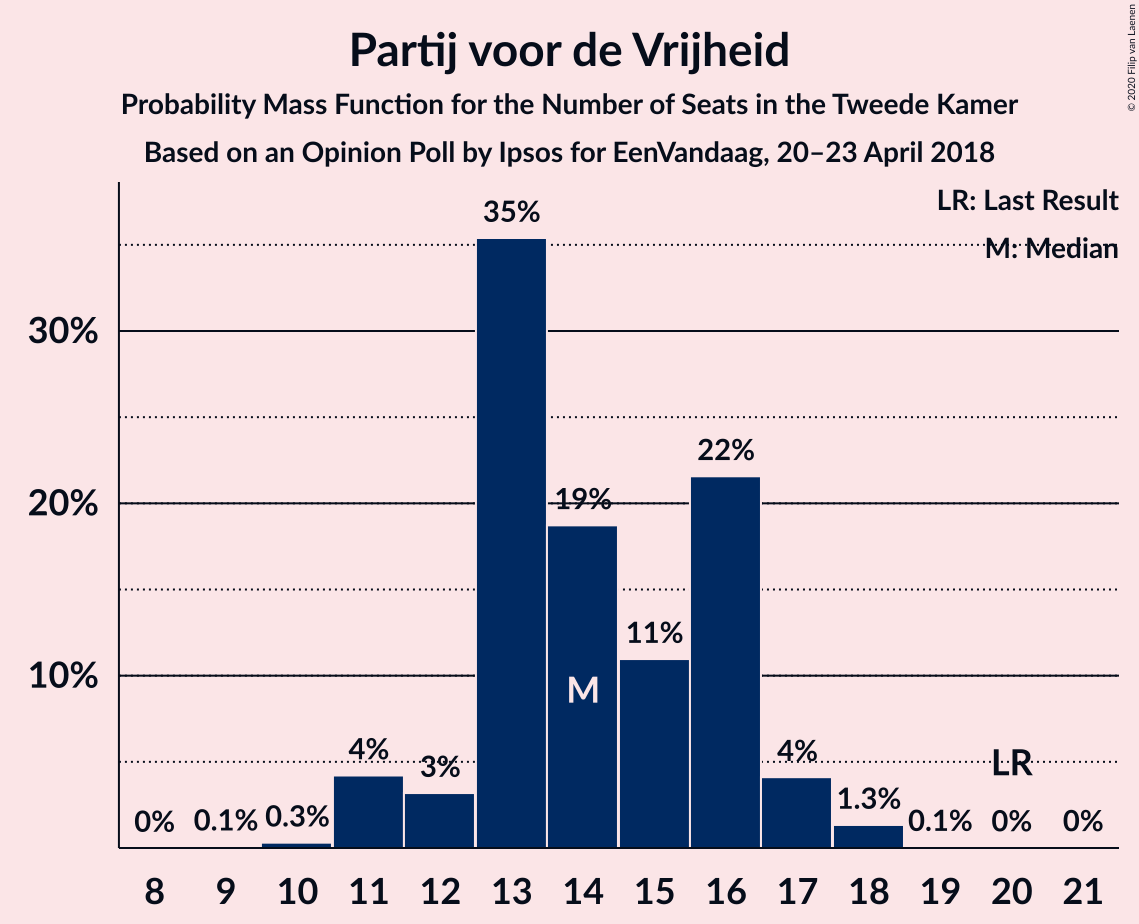 Partij voor de Vrijheid
Probability Mass Function for the Number of Seats in the Tweede Kamer
Based on an Opinion Poll by Ipsos for EenVandaag, 20–23 April 2018
© 2020 Filip van Laenen
LR: Last Result
M: Median
30%
20%
10%
0%
0.1%
0.3%
4%
3%
35%
19%
11%
22%
4%
1.3%
0.1%
0%
0%
M
LR
8 9 10 11 12 13 14 15 16 17 18 19 20 21